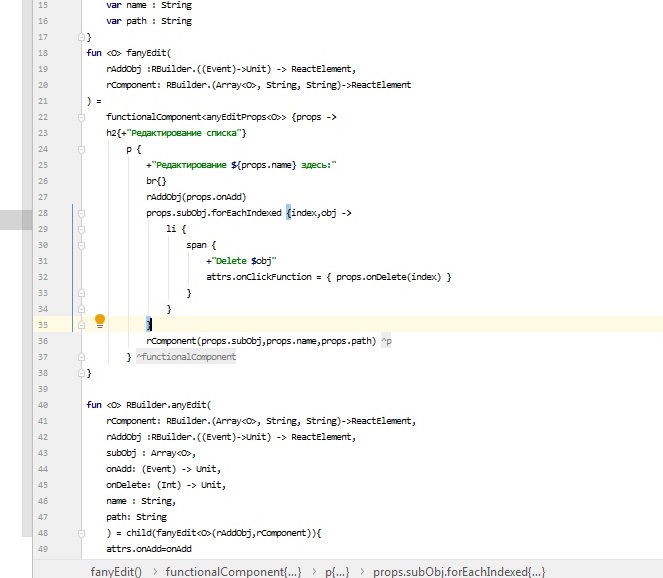 15 var name : String
16 var path : String
17 }
18 fun <O> fanyEdit(
19 rAddObj :RBuilder.((Event)->Unit) -> ReactElement,
20 rComponent: RBuilder.(Array<O>, String, String)->ReactElement
21 ) =
22 functionalComponent<anyEditProps<O>> {props ->
23 h2{+"Редактирование списка"}
24 p {
25 +"Редактирование ${props.name} здесь:"
26 br{}
27 rAddObj(props.onAdd)
28 props.subObj.forEachIndexed {index,obj ->
29 li {
30 span {
31 +"Delete $obj"
32 attrs.onClickFunction = { props.onDelete(index) }
33 }
34 }
35 }
36 rComponent(props.subObj,props.name,props.path) ^p
37 } ^functionalComponent
38 }
39
40 fun <O> RBuilder.anyEdit(
41 rComponent: RBuilder.(Array<O>, String, String)->ReactElement,
42 rAddObj :RBuilder.((Event)->Unit) -> ReactElement,
43 subObj : Array<O>,
44 onAdd: (Event) -> Unit,
45 onDelete: (Int) -> Unit,
46 name : String,
47 path: String
48 ) = child(fanyEdit<O>(rAddObj,rComponent)){
49 attrs.onAdd=onAdd
fanyEdit() > functionalComponent{...} > p{...} > props.subObj.forEachIndexed{...}